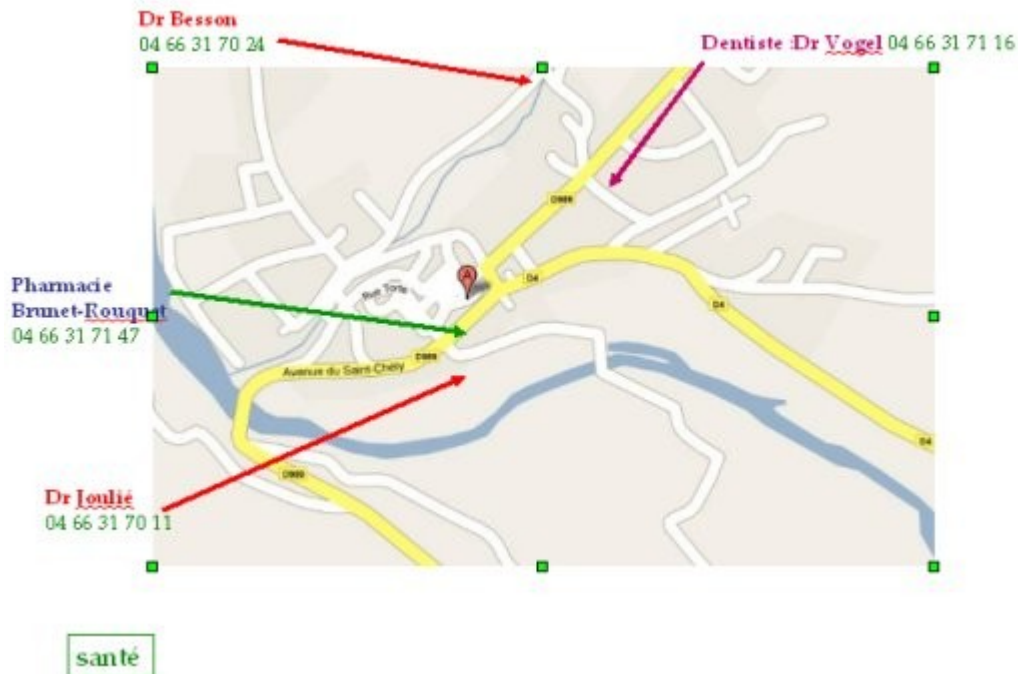 Dr Besson
04 66 31 70 24
Dentiste :Dr Vogel 04 66 31 71 16
D989
A
D4
Rue Torte
Pharmacie
Brunet-Rouquet
04 66 31 71 47
D4
D989
Avenue du Saint-Chély
D4
D989
Dr Joulié
04 66 31 70 11
santé